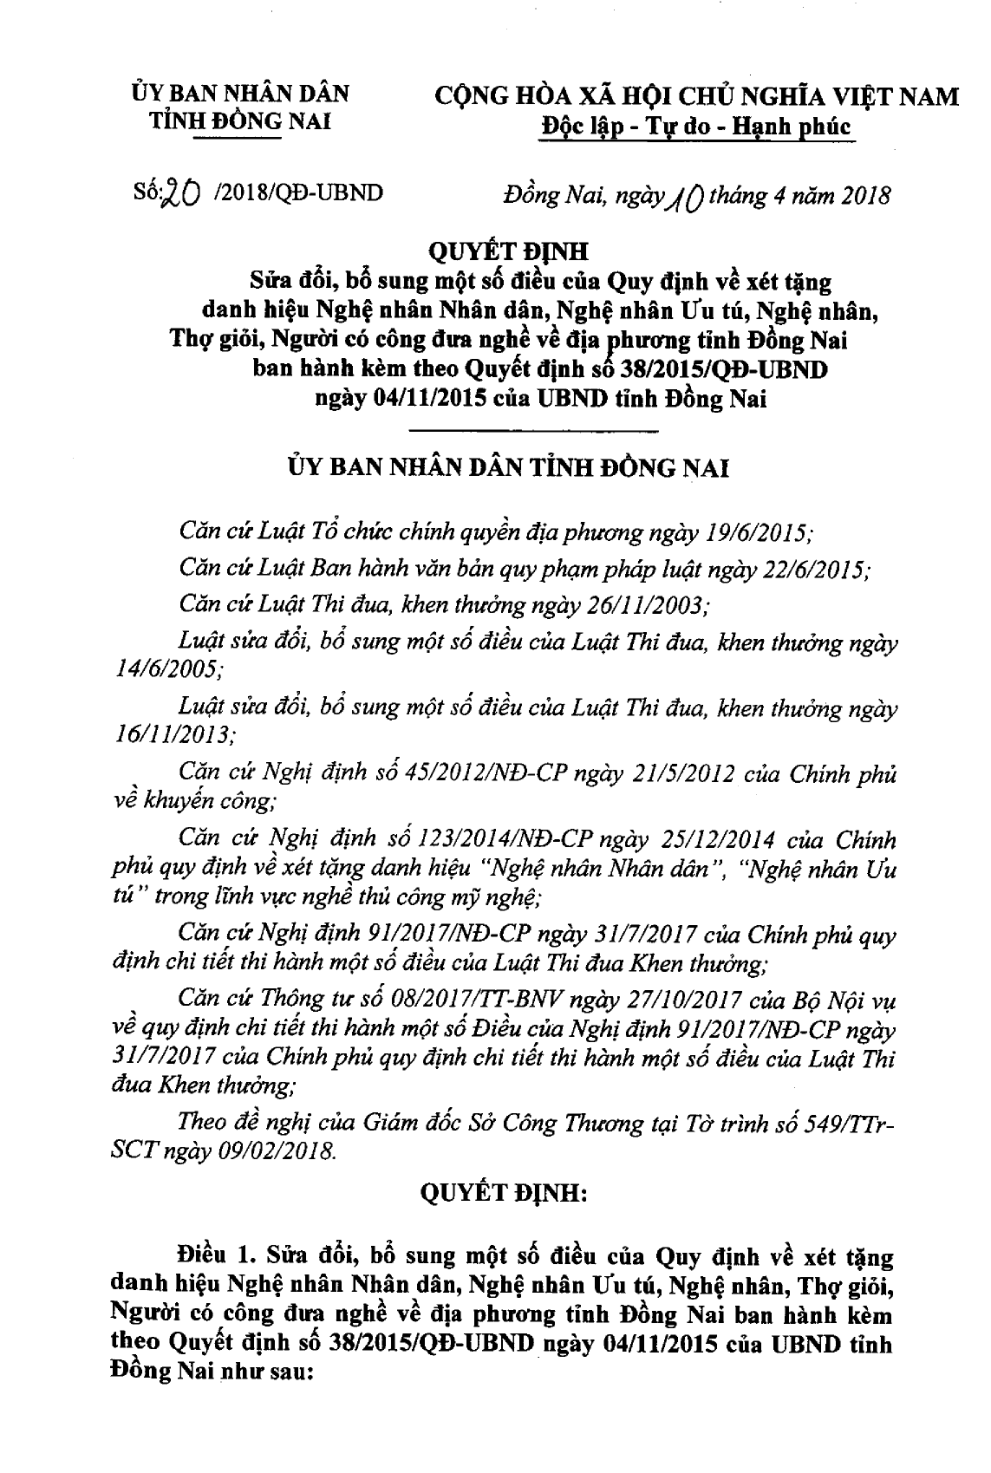 ỦY BAN NHÂN DÂN
TỈNH ĐỒNG NAI
CỘNG HÒA XÃ HỘI CHỦ NGHĨA VIỆT NAM
Độc lập - Tự do - Hạnh phúc
Số:20 /2018/QĐ-UBND
Đồng Nai, ngày 10 tháng 4 năm 2018
QUYẾT ĐỊNH
Sửa đổi, bổ sung một số điều của Quy định về xét tặng
danh hiệu Nghệ nhân Nhân dân, Nghệ nhân Ưu tú, Nghệ nhân,
Thợ giỏi, Người có công đưa nghề về địa phương tỉnh Đồng Nai
ban hành kèm theo Quyết định số 38/2015/QĐ-UBND
ngày 04/11/2015 của UBND tỉnh Đồng Nai
ỦY BAN NHÂN DÂN TỈNH ĐỒNG NAI
Căn cứ Luật Tổ chức chính quyền địa phương ngày 19/6/2015;
Căn cứ Luật Ban hành văn bản quy phạm pháp luật ngày 22/6/2015;
Căn cứ Luật Thi đua, khen thưởng ngày 26/11/2003;
Luật sửa đổi, bổ sung một số điều của Luật Thi đua, khen thưởng ngày
14/6/2005;
Luật sửa đổi, bổ sung một số điều của Luật Thi đua, khen thưởng ngày
16/11/2013;
Căn cứ Nghị định số 45/2012/NĐ-CP ngày 21/5/2012 của Chính phủ
về khuyến công;
Căn cứ Nghị định số 123/2014/NĐ-CP ngày 25/12/2014 của Chính
phủ quy định về xét tặng danh hiệu “Nghệ nhân Nhân dân”, “Nghệ nhân Ưu
tú” trong lĩnh vực nghề thủ công mỹ nghệ;
Căn cứ Nghị định 91/2017/NĐ-CP ngày 31/7/2017 của Chính phủ quy
định chi tiết thi hành một số điều của Luật Thi đua Khen thưởng;
Căn cứ Thông tư số 08/2017/TT-BNV ngày 27/10/2017 của Bộ Nội vụ
về quy định chi tiết thi hành một số Điều của Nghị định 91/2017/NĐ-CP ngày
31/7/2017 của Chính phủ quy định chi tiết thi hành một số điều của Luật Thi
đua Khen thưởng;
Theo đề nghị của Giám đốc Sở Công Thương tại Tờ trình số 549/TTr-
SCT ngày 09/02/2018.
QUYẾT ĐỊNH:
Điều 1. Sửa đổi, bổ sung một số điều của Quy định về xét tặng
danh hiệu Nghệ nhân Nhân dân, Nghệ nhân Ưu tú, Nghệ nhân, Thợ giỏi,
Người có công đưa nghề về địa phương tỉnh Đồng Nai ban hành kèm
theo Quyết định số 38/2015/QĐ-UBND ngày 04/11/2015 của UBND tỉnh
Đồng Nai như sau: